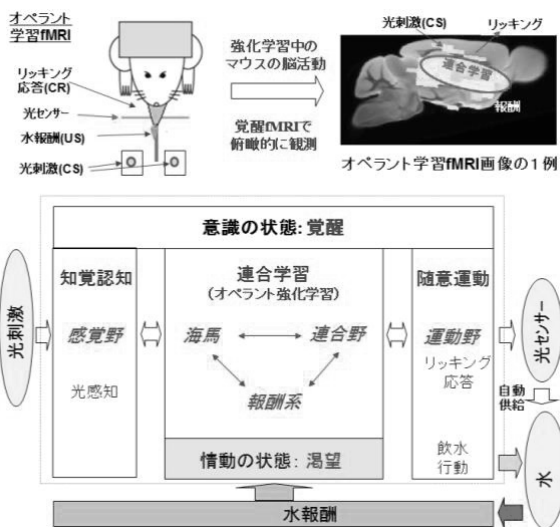 オペラント
学習fMRI
リッキング
応答(CR)
光センサー
水報酬(US)
光刺激(CS)
強化学習中の
マウスの脳活動
覚醒fMRIで
俯瞰的に観測
光刺激(CS)
リッキング
連合学習
報酬
オペラント学習fMRI画像の1例
意識の状態: 覚醒
光刺激
知覚認知
感覚野
光感知
連合学習
(オペラント強化学習)
海馬
連合野
報酬系
情動の状態: 渇望
随意運動
運動野
リッキング
応答
飲水
行動
光センサー
自動
供給
水
水報酬